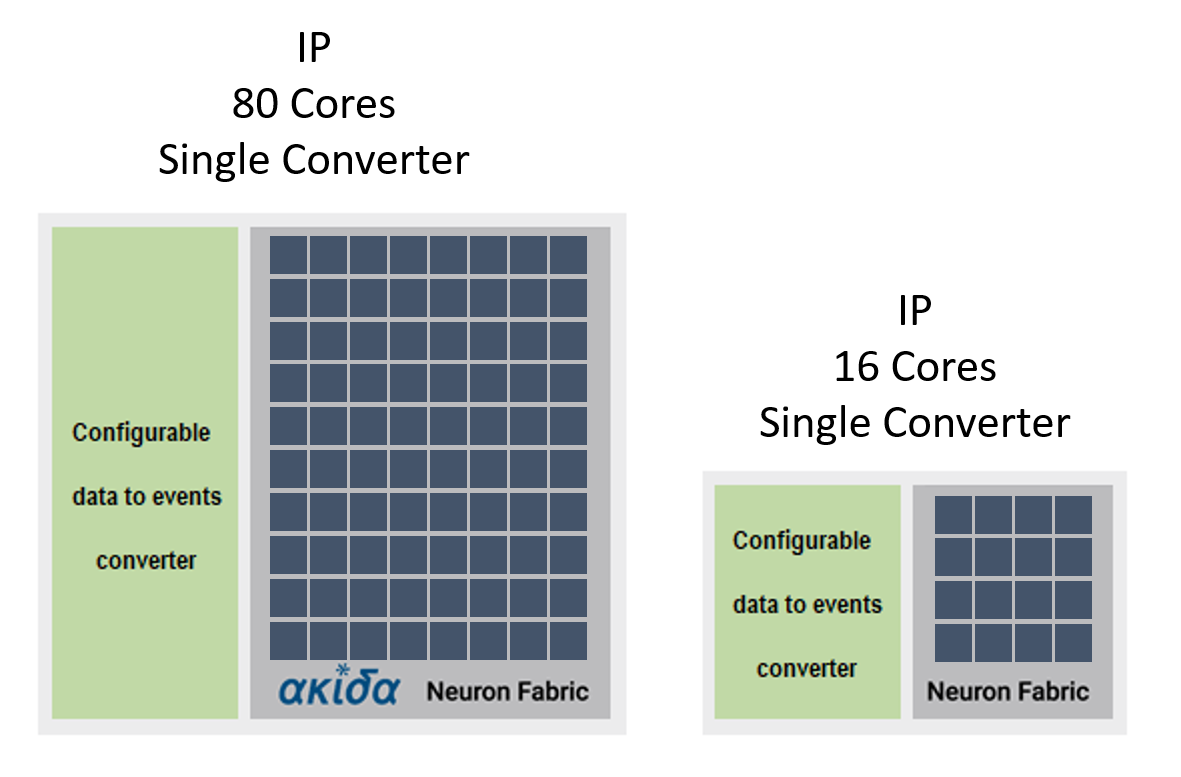 IP
80 Cores
Single Converter
Configurable
data to events
converter
ακίδα Neuron Fabric
IP
16 Cores
Single Converter
Configurable
data to events
converter
Neuron Fabric